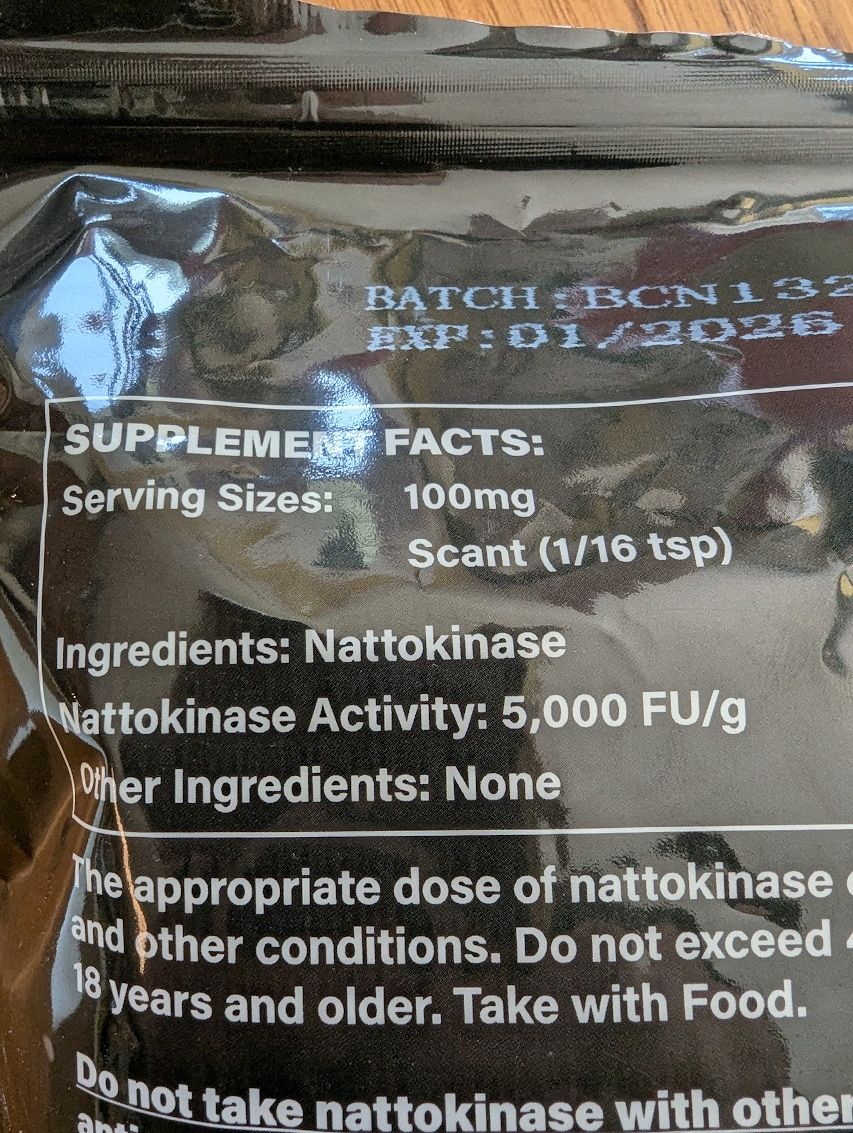 BATCH :BCN132
EXP:01/2026
SUPPLEMENT FACTS:
Serving Sizes: 100mg
Scant (1/16 tsp)
Ingredients: Nattokinase
Nattokinase Activity: 5,000 FU/g
Other Ingredients: None
The appropriate dose of nattokinase
and other conditions. Do not exceed
18 years and older. Take with Food.
Do not take nattokinase with other